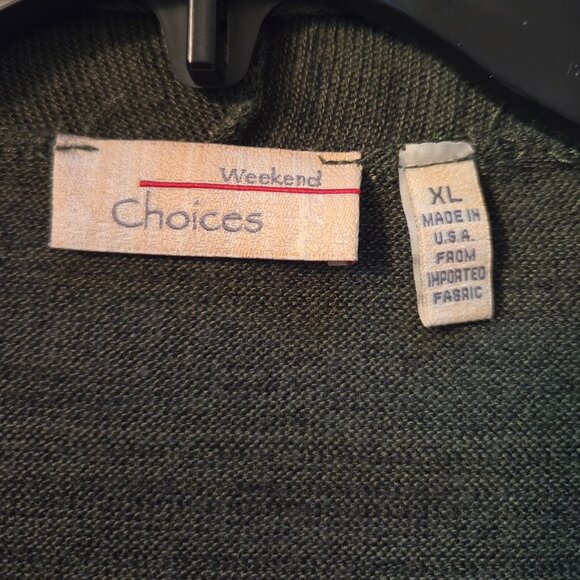 Weekend
Choices
XL
MADE IN
U.S.A.
FROM
IMPORTED
FABRIC